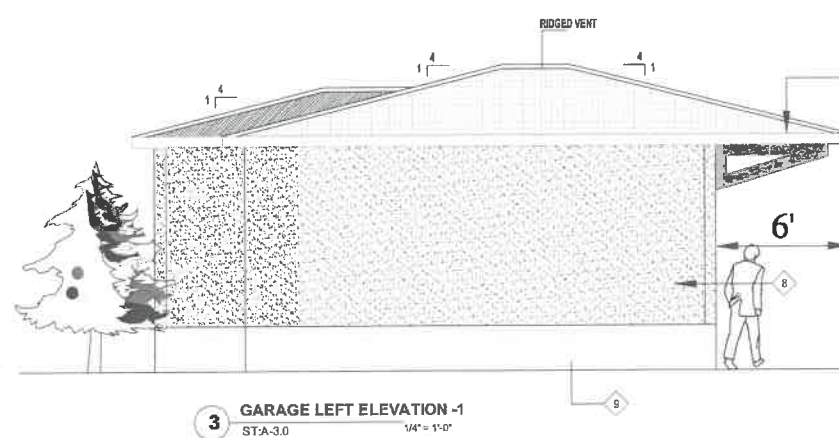 RIDGED VENT
4
1
4
1
4
1
6'
8
9
3
GARAGE LEFT ELEVATION -1
ST:A-3.0
1/4" = 1'-0"